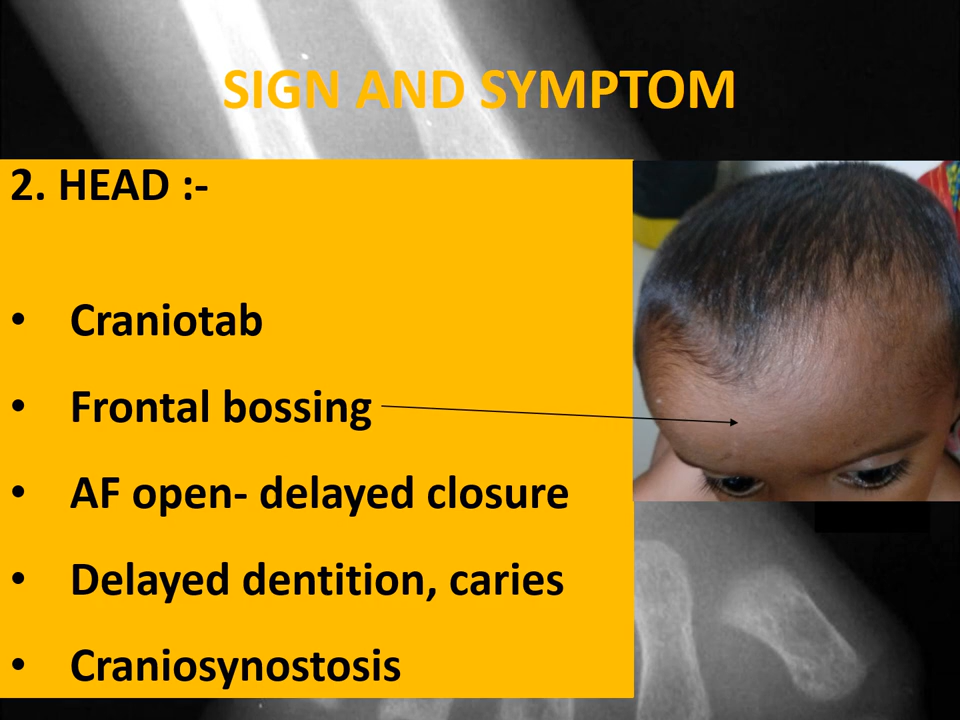 SIGN AND SYMPTOM
2. HEAD :-
• Craniotab
• Frontal bossing
• AF open- delayed closure
• Delayed dentition, caries
• Craniosynostosis